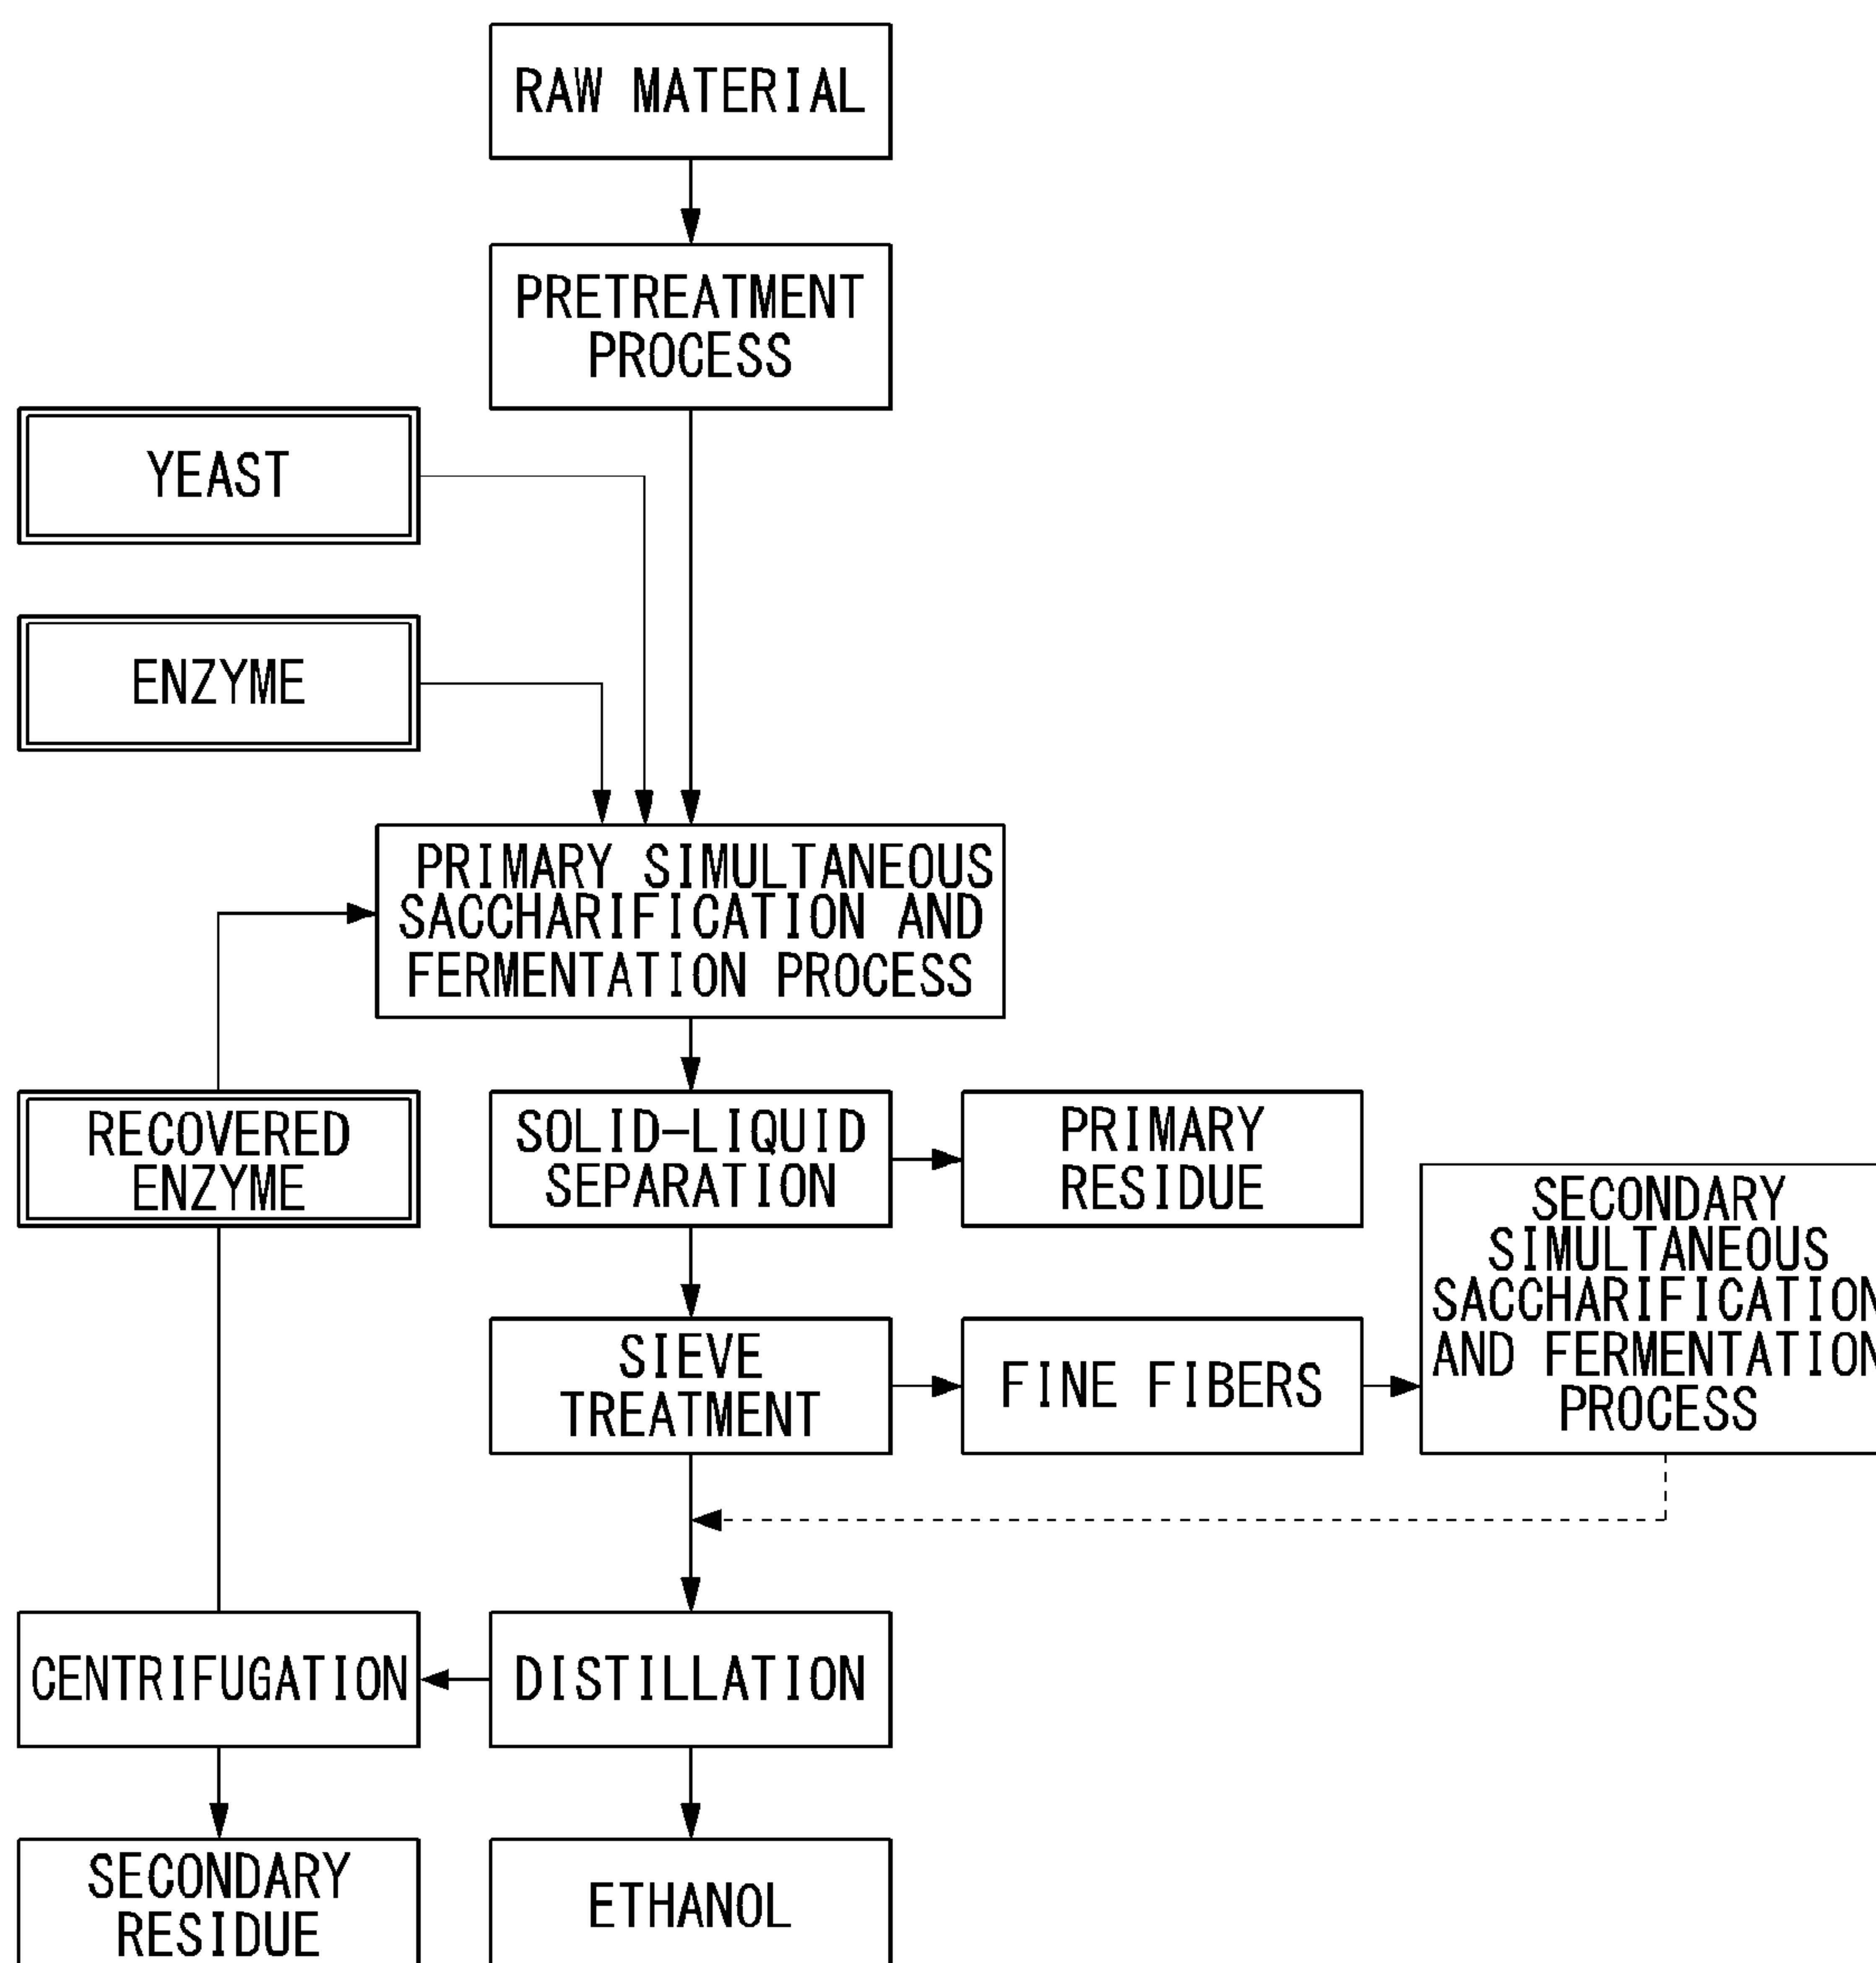 RAW MATERIAL
PRETREATMENT
PROCESS
YEAST
ENZYME
PRIMARY SIMULTANEOUS
SACCHARIFICATION AND
FERMENTATION PROCESS
RECOVERED
ENZYME
SOLID-LIQUID
SEPARATION
PRIMARY
RESIDUE
SECONDARY
SIMULTANEOUS
SACCHARIFICATION
AND FERMENTATION
PROCESS
SIEVE
TREATMENT
FINE FIBERS
CENTRIFUGATION
DISTILLATION
SECONDARY
RESIDUE
ETHANOL